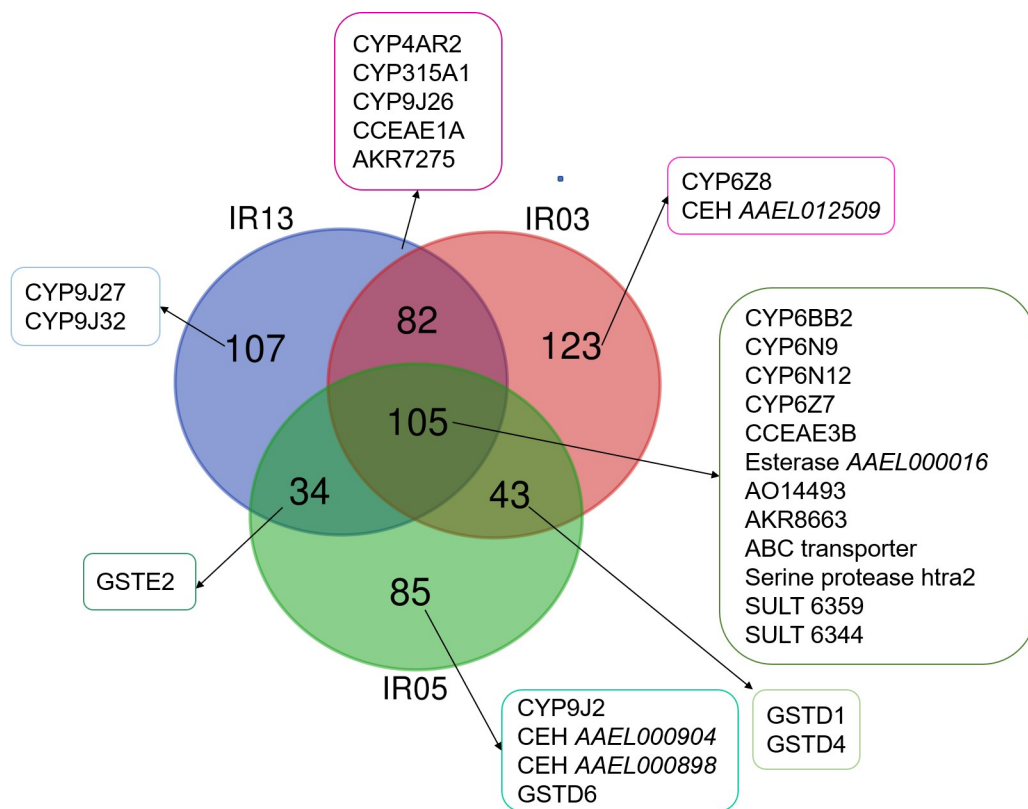 CYP4AR2
CYP315A1
CYP9J26
CCEAE1A
AKR7275
IR13
IR03
CYP6Z8
CEH AAEL012509
CYP9J27
CYP9J32
107
82
123
105
34
43
85
CYP6BB2
CYP6N9
CYP6N12
CYP6Z7
CCEAE3B
Esterase AAEL000016
AO14493
AKR8663
ABC transporter
Serine protease htra2
SULT 6359
SULT 6344
GSTE2
IR05
CYP9J2
CEH AAEL000904
CEH AAEL000898
GSTD6
GSTD1
GSTD4